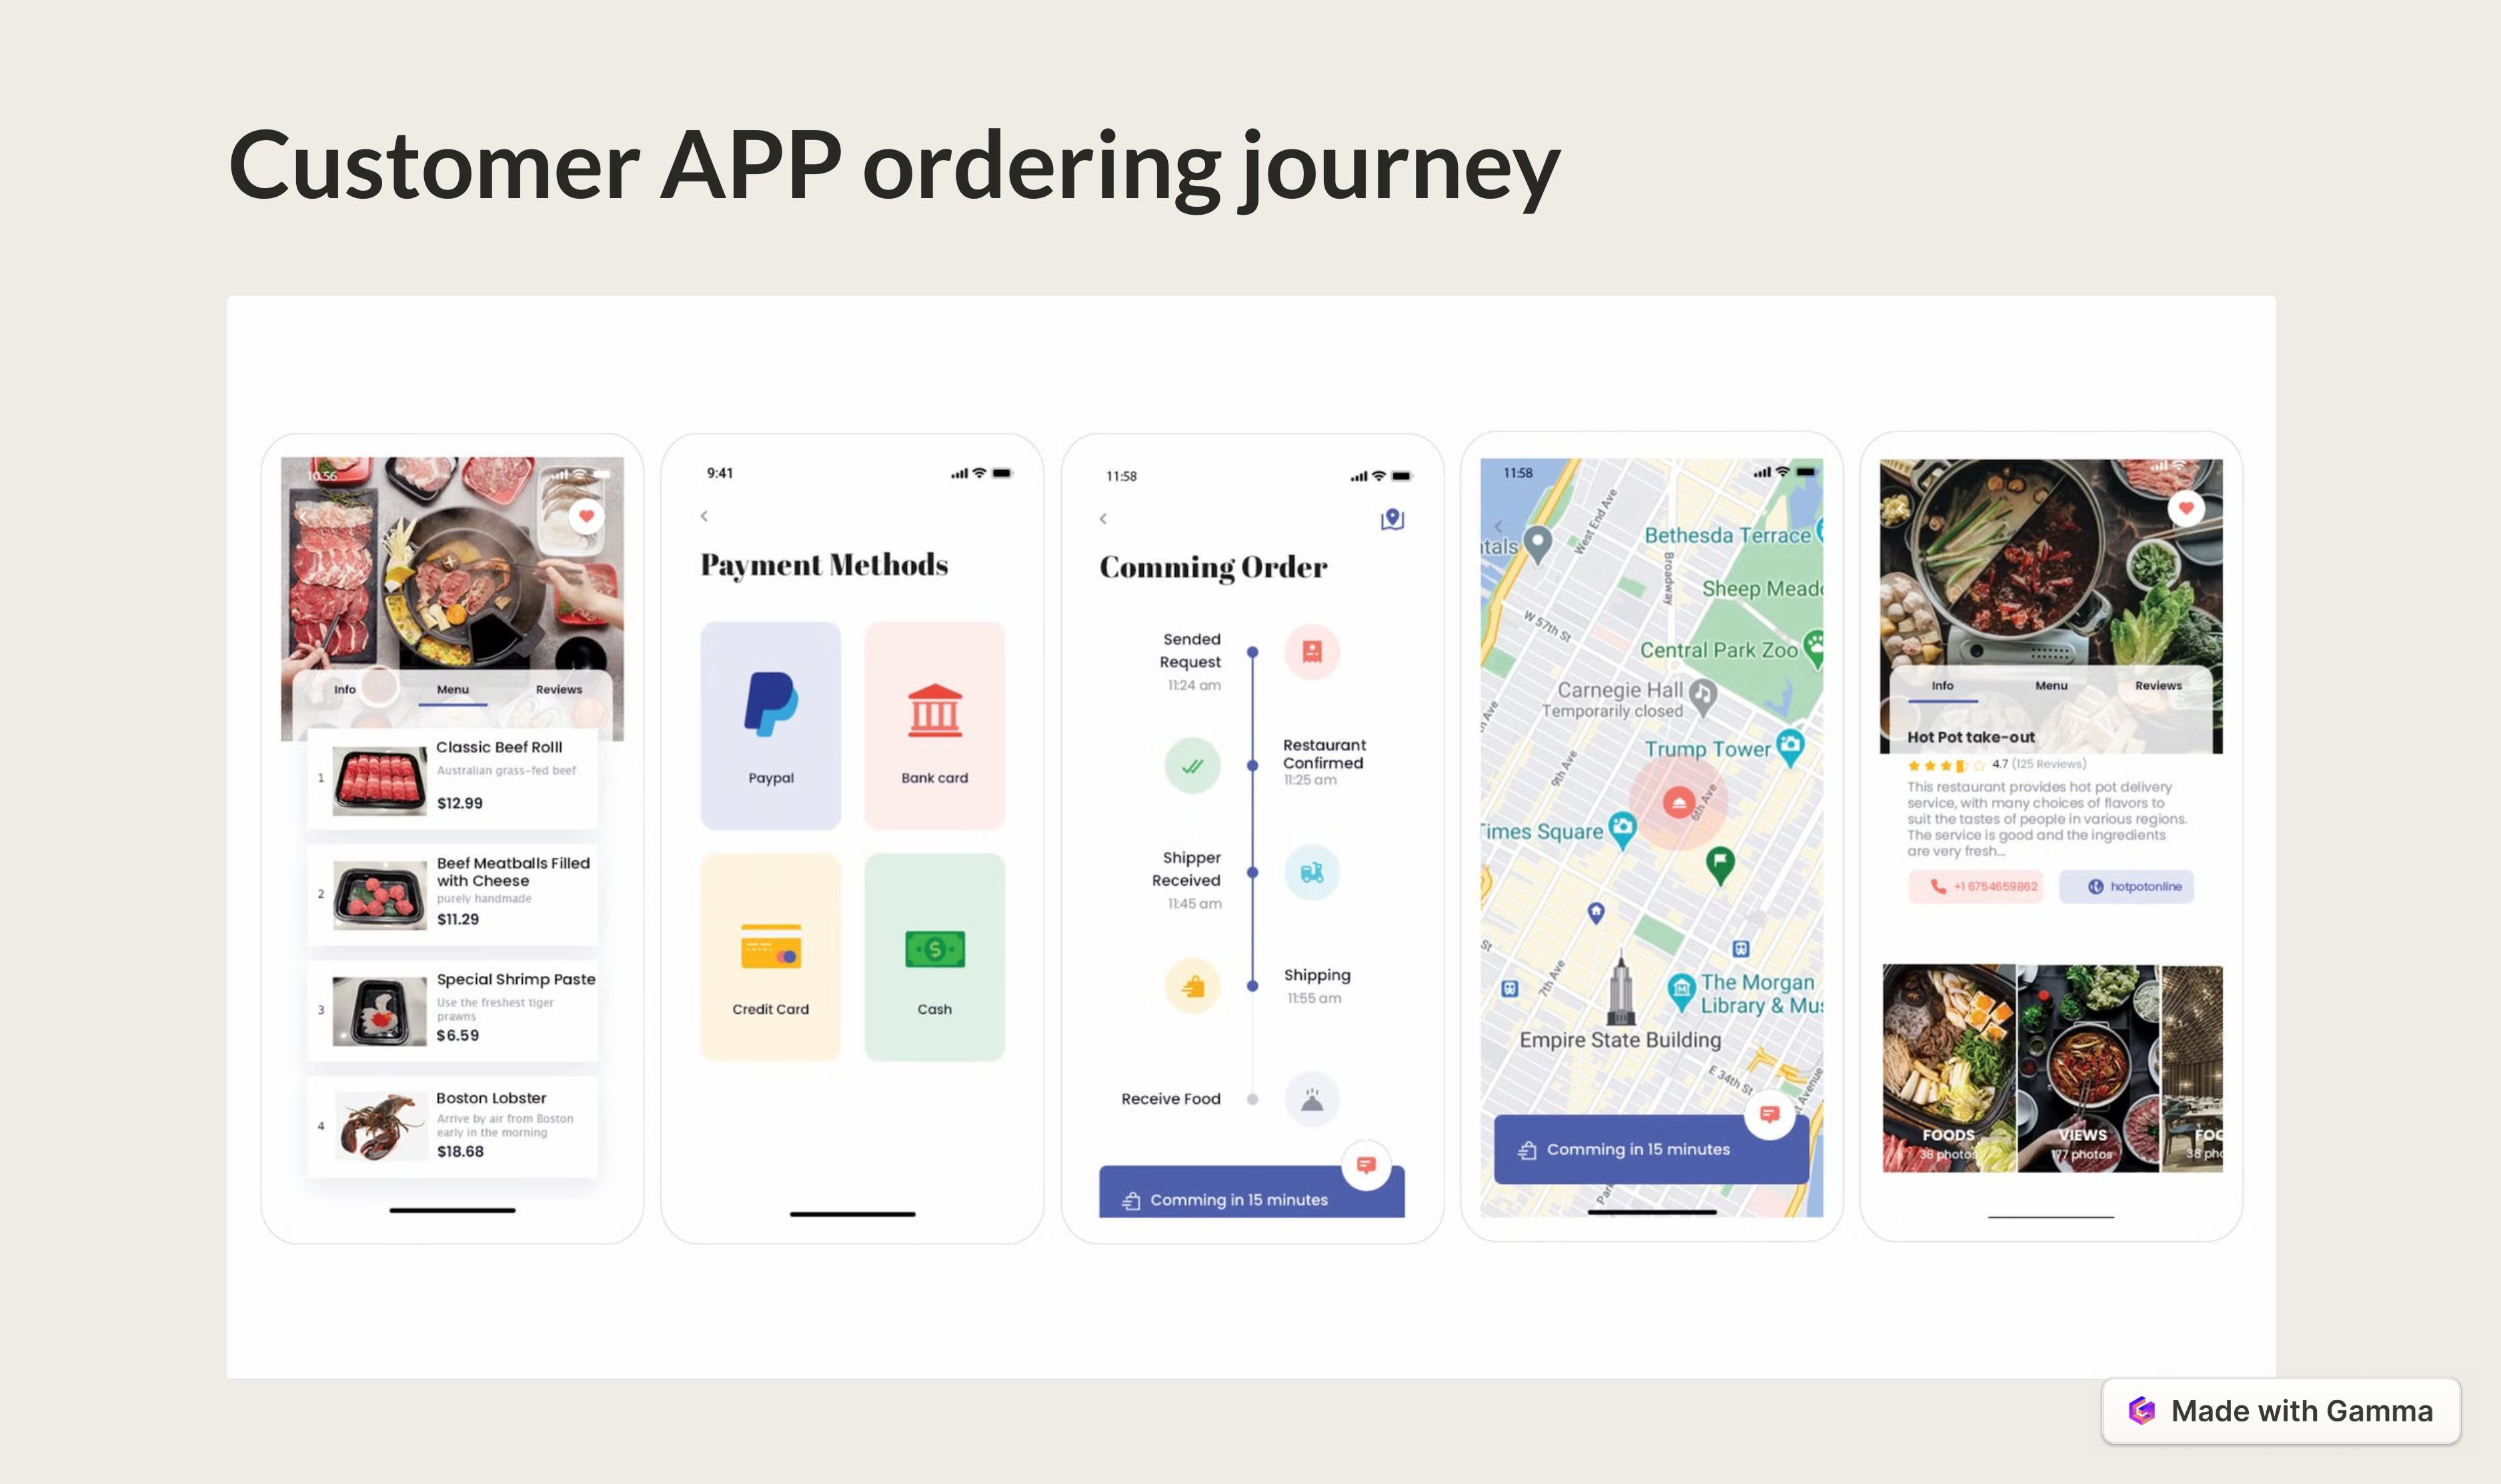 Customer APP ordering journey
10:56
Info Menu Reviews
1
Classic Beef Rolll
Australian grass-fed beef
$12.99
2
Beef Meatballs Filled
with Cheese
purely handmade
$11.29
3
Special Shrimp Paste
Use the freshest tiger
prawns
$6.59
4
Boston Lobster
Arrive by air from Boston
early in the morning
$18.68
9:41
Payment Methods
Paypal
Bank card
Credit Card
Cash
11:58
Comming Order
Sended
Request
11:24 am
Restaurant
Confirmed
11:25 am
Shipper
Received
11:45 am
Shipping
11:55 am
Receive Food
Comming in 15 minutes
11:58
West End Ave
Bethesda Terrace
Broadway
Sheep Meado
ntals
W 57th St
Central Park Zoo
Carnegie Hall
Temporarily closed
Ave
Trump Tower
9th Ave
6th Ave
Times Square
St
7th Ave
The Morgan
Library & Mus
Empire State Building
E 34th St
Avenue
Comming in 15 minutes
Park
Info Menu Reviews
Hot Pot take-out
4.7 (125 Reviews)
This restaurant provides hot pot delivery
service, with many choices of flavors to
suit the tastes of people in various regions.
The service is good and the ingredients
are very fresh...
+1 6754659862
hotpotonline
FOODS
38 photos
VIEWS
177 photos
FOO
38 pho
Made with Gamma